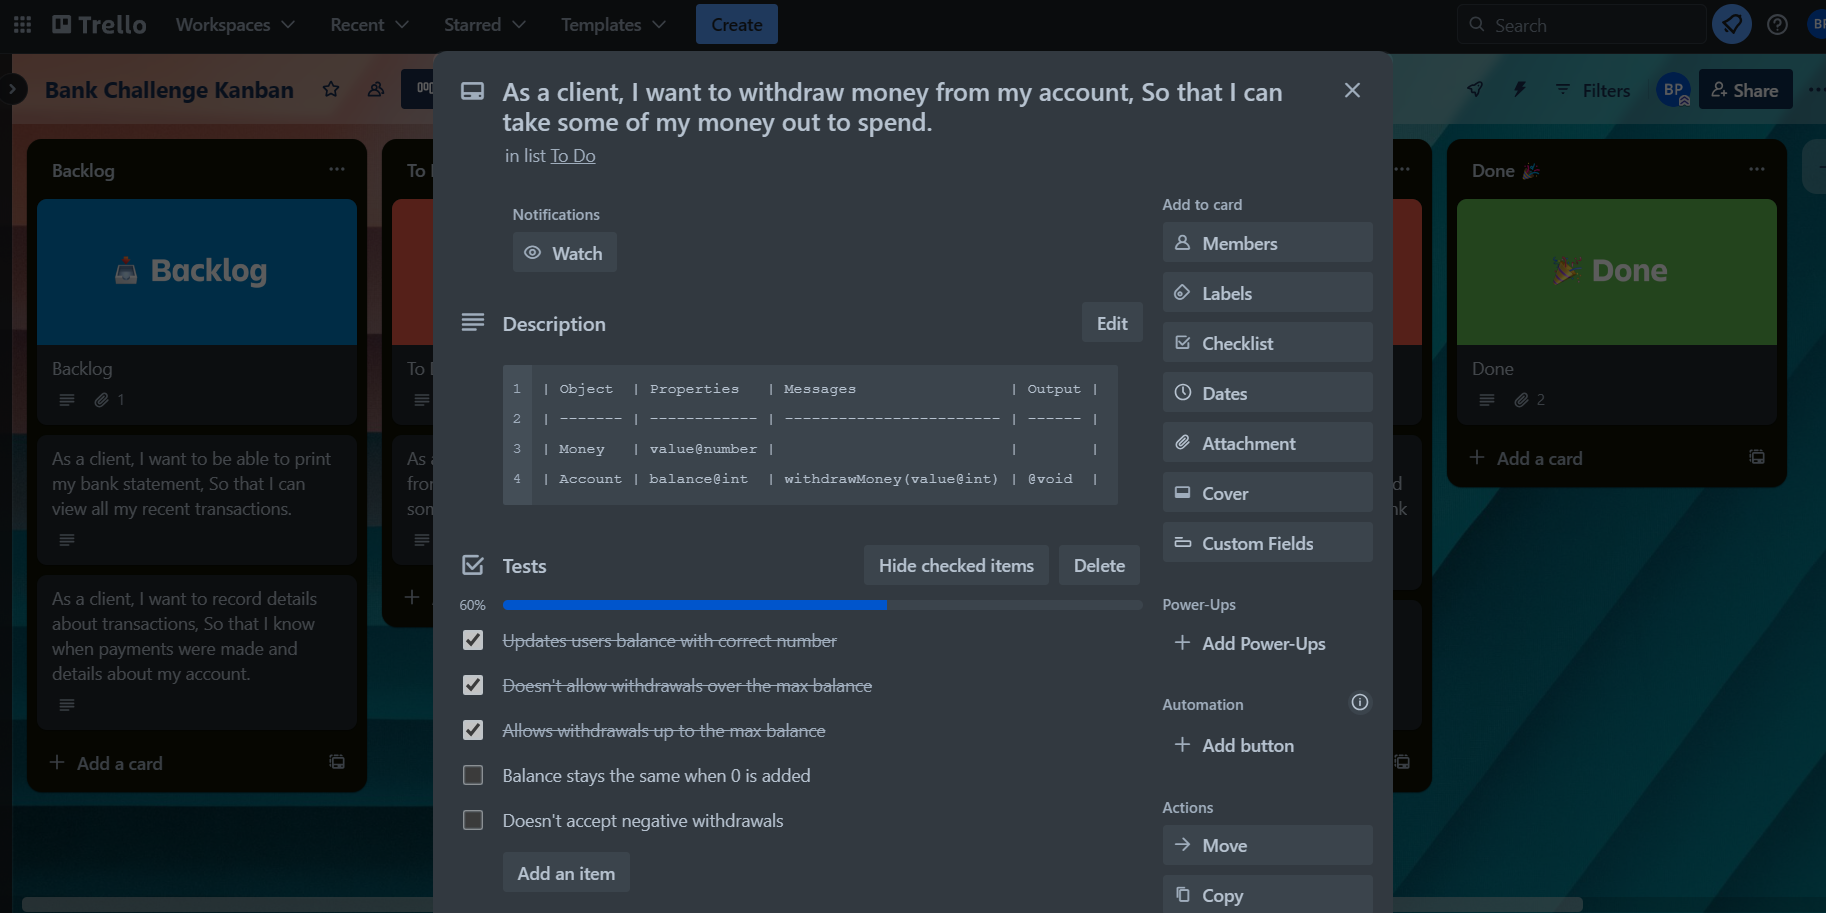 Trello
Workspaces
Recent
Starred
Templates
Create
Search
BP
Bank Challenge Kanban
Filters
BP
Share
Backlog
Backlog
Backlog
1
As a client, I want to be able to print
my bank statement, So that I can
view all my recent transactions.
As a client, I want to record details
about transactions, So that I know
when payments were made and
details about my account.
Add a card
As a client, I want to withdraw money from my account, So that I can
take some of my money out to spend.
in list To Do
Notifications
Watch
Description
Edit
1 | Object | Properties | Messages | Output |
2 | ------- | ------------ | ------------------------ | ------ |
3 | Money | value@number | | |
4 | Account | balance@int | withdrawMoney(value@int) | @void |
Tests
Hide checked items
Delete
60%
Updates users balance with correct number
Doesn't allow withdrawals over the max balance
Allows withdrawals up to the max balance
Balance stays the same when 0 is added
Doesn't accept negative withdrawals
Add an item
Add to card
Members
Labels
Checklist
Dates
Attachment
Cover
Custom Fields
Power-Ups
Add Power-Ups
Automation
Add button
Actions
Move
Copy
Done 🎉
🎉 Done
Done
2
Add a card